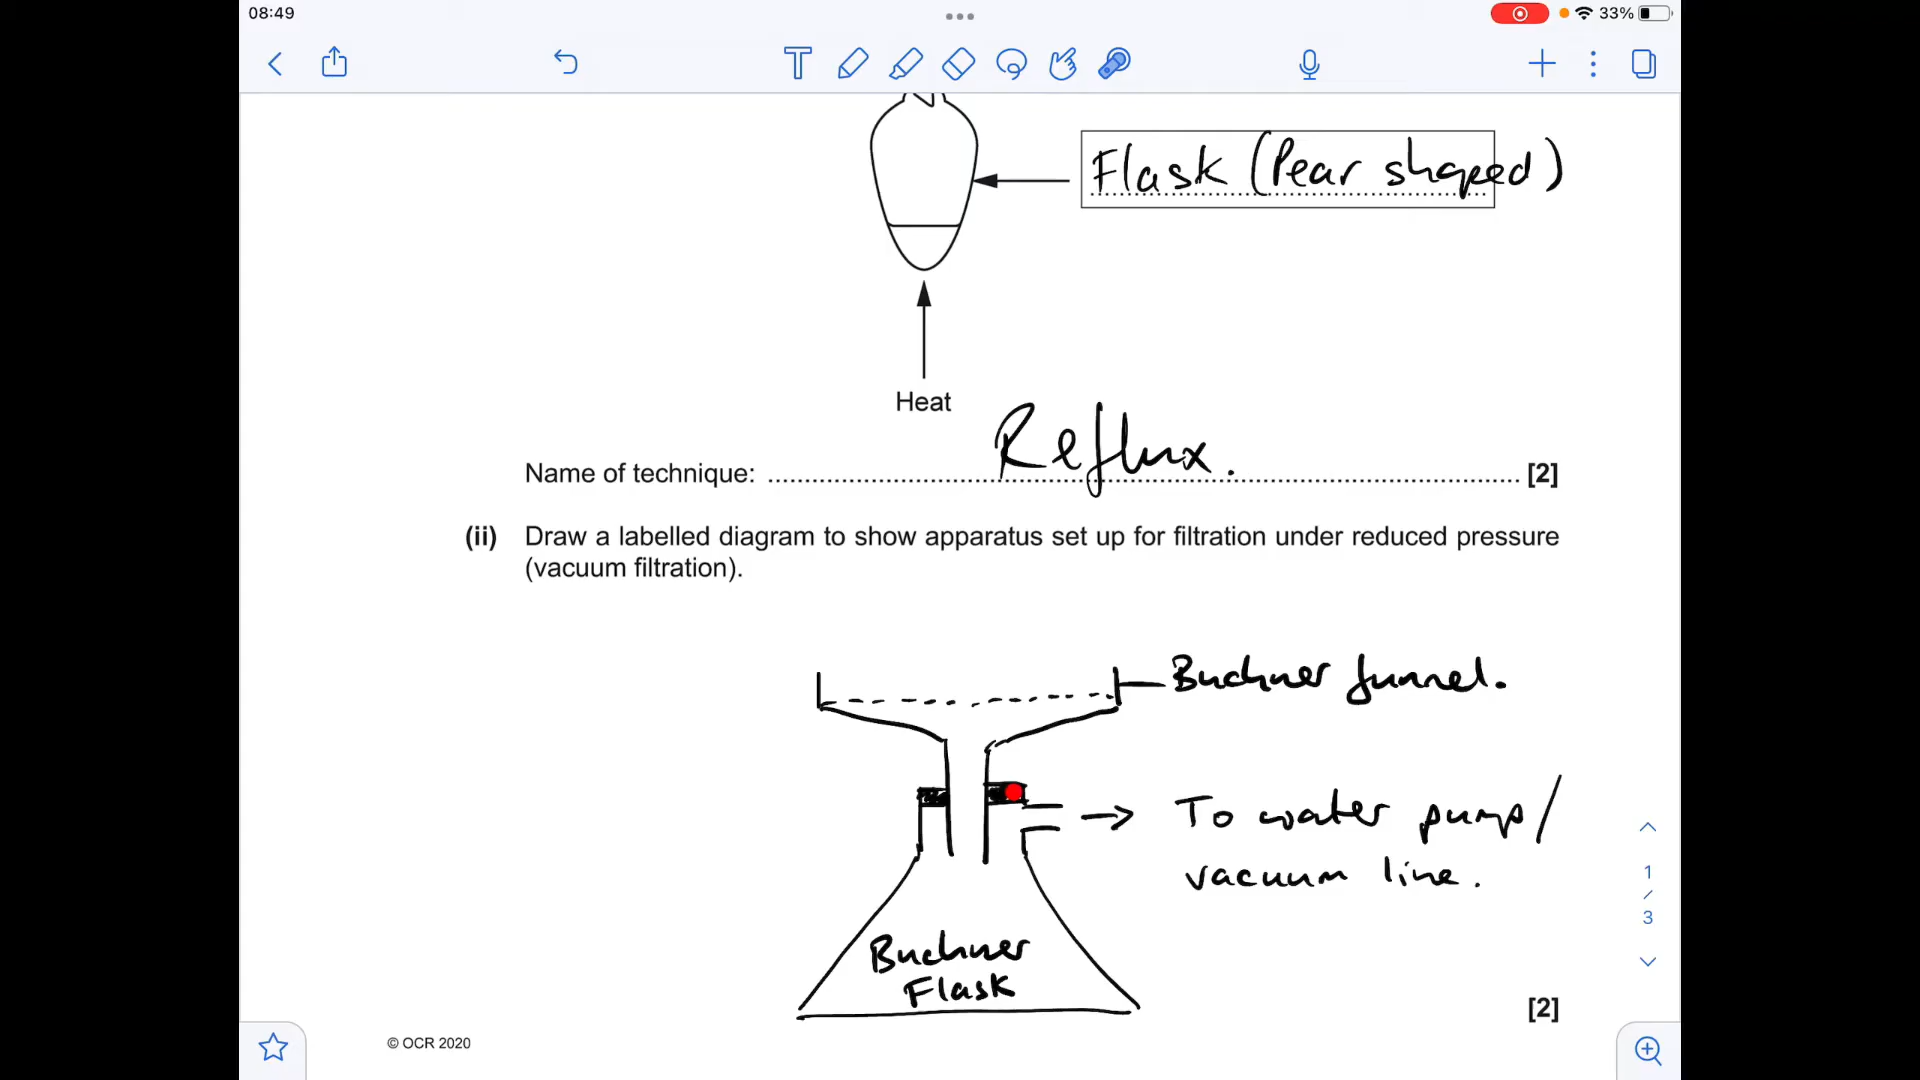 08:49
33%
Flask (Pear shaped)
Heat
Reflux.
Name of technique: [2]
(ii) Draw a labelled diagram to show apparatus set up for filtration under reduced pressure
(vacuum filtration).
Buchner funnel.
To water pump/
vacuum line.
1
/
3
Buchner
Flask
[2]
© OCR 2020